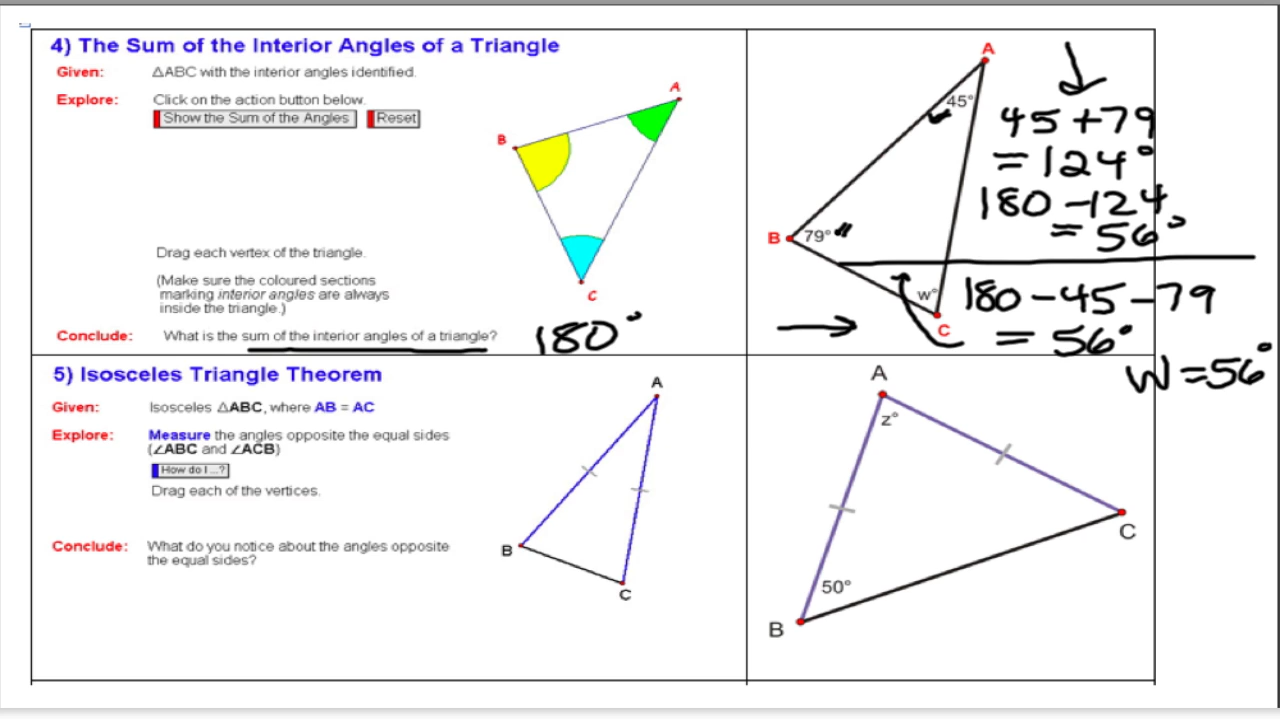 4) The Sum of the Interior Angles of a Triangle
Given: △ABC with the interior angles identified.
Explore: Click on the action button below.
Show the Sum of the Angles Reset
A
B
C
Drag each vertex of the triangle.
(Make sure the coloured sections
marking interior angles are always
inside the triangle.)
Conclude: What is the sum of the interior angles of a triangle? 180°
A
45°
B 79°
w°
C
45+79
=124°
180-124
=56°
180-45-79
=56°
W=56°
5) Isosceles Triangle Theorem
Given: Isosceles △ABC, where AB = AC
Explore: Measure the angles opposite the equal sides
(∠ABC and ∠ACB)
How do I ...?
Drag each of the vertices.
Conclude: What do you notice about the angles opposite
the equal sides?
A
B
C
A
z°
C
50°
B